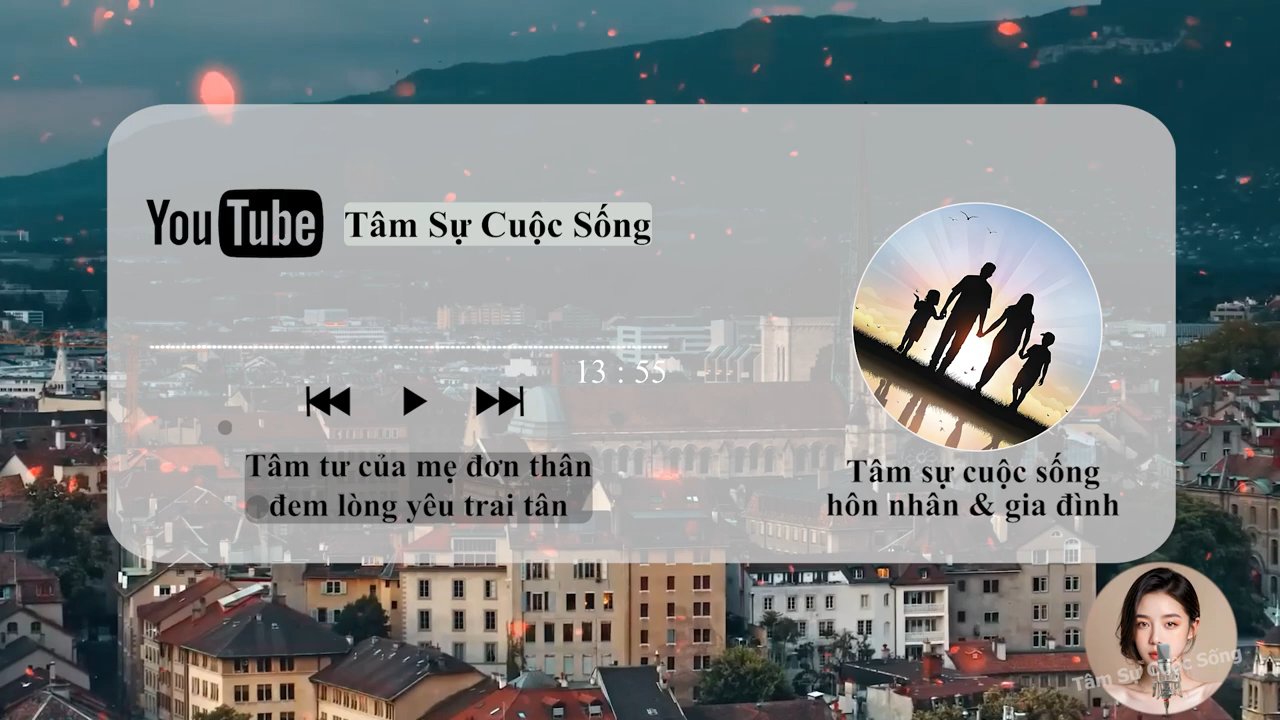 YouTube Tâm Sự Cuộc Sống
13 : 55
Tâm tư của mẹ đơn thân
đem lòng yêu trai tân
Tâm sự cuộc sống
hôn nhân & gia đình
Tâm Sự Cuộc Sống